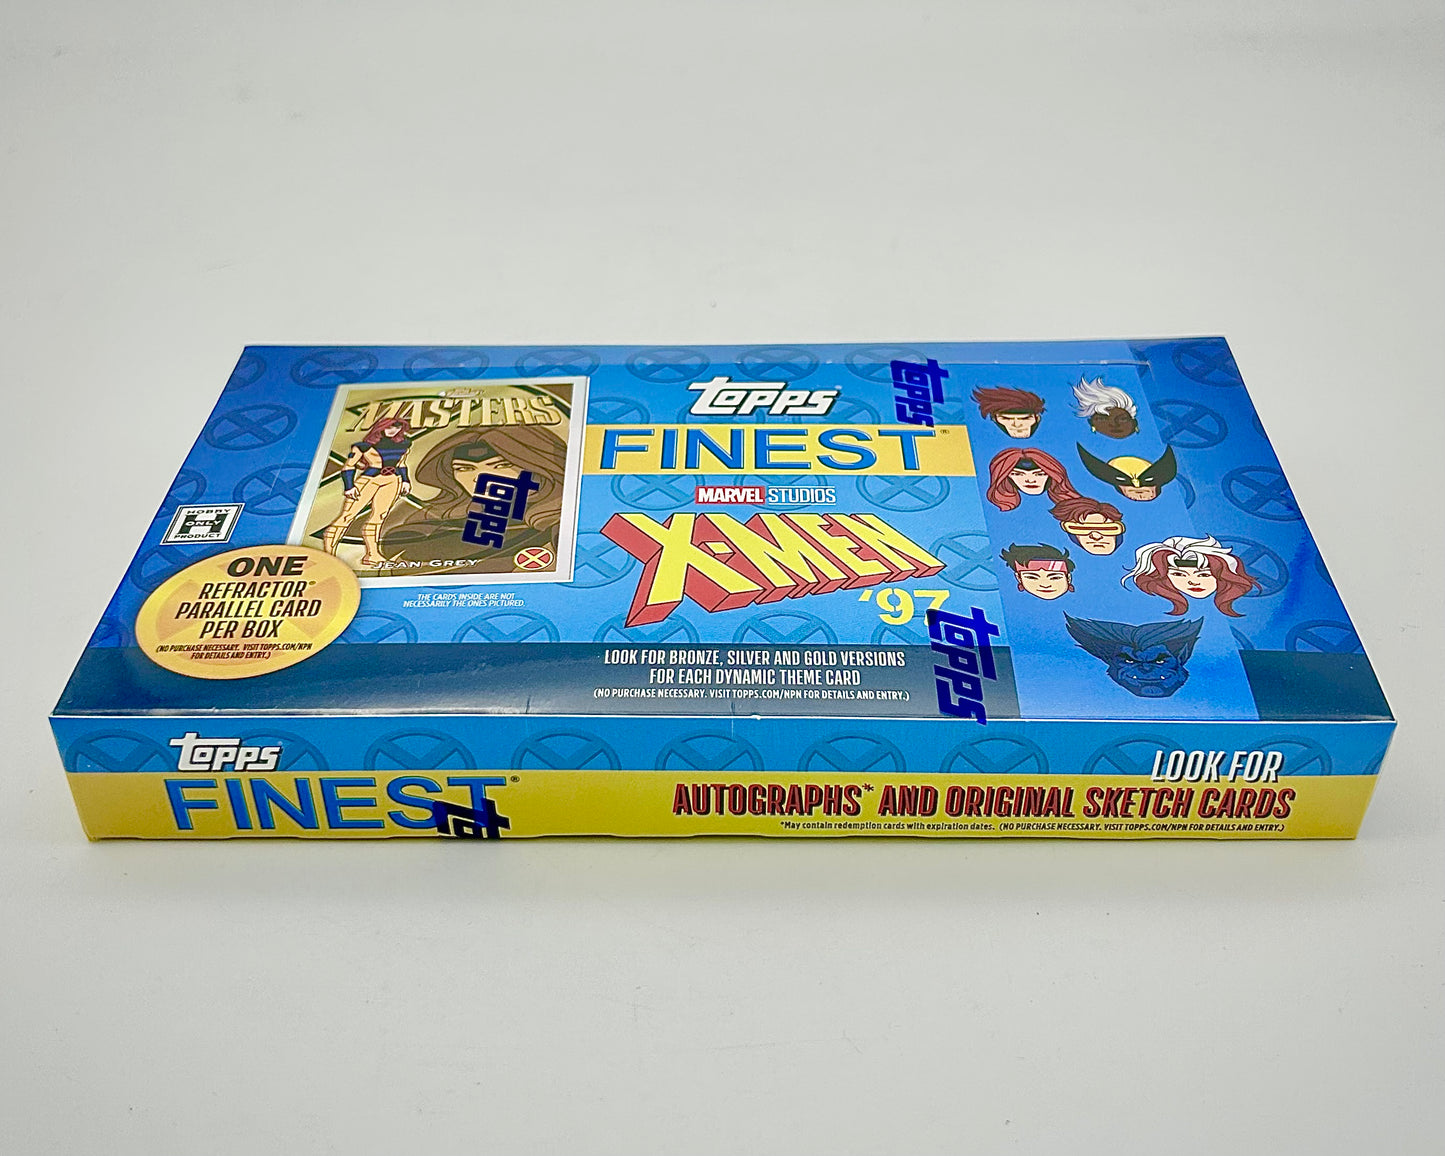 topps
FINEST®
MARVEL STUDIOS
X-MEN
'97
LOOK FOR BRONZE, SILVER AND GOLD VERSIONS
FOR EACH DYNAMIC THEME CARD
(NO PURCHASE NECESSARY. VISIT TOPPS.COM/NPN FOR DETAILS AND ENTRY.)
MASTERS
JEAN GREY
THE CARDS INSIDE ARE NOT
NECESSARILY THE ONES PICTURED.
HOBBY
ONLY
PRODUCT
ONE
REFRACTOR®
PARALLEL CARD
PER BOX
(NO PURCHASE NECESSARY. VISIT TOPPS.COM/NPN
FOR DETAILS AND ENTRY.)
topps
topps
topps
topps
FINEST®
LOOK FOR
AUTOGRAPHS* AND ORIGINAL SKETCH CARDS
*May contain redemption cards with expiration dates. (NO PURCHASE NECESSARY. VISIT TOPPS.COM/NPN FOR DETAILS AND ENTRY.)